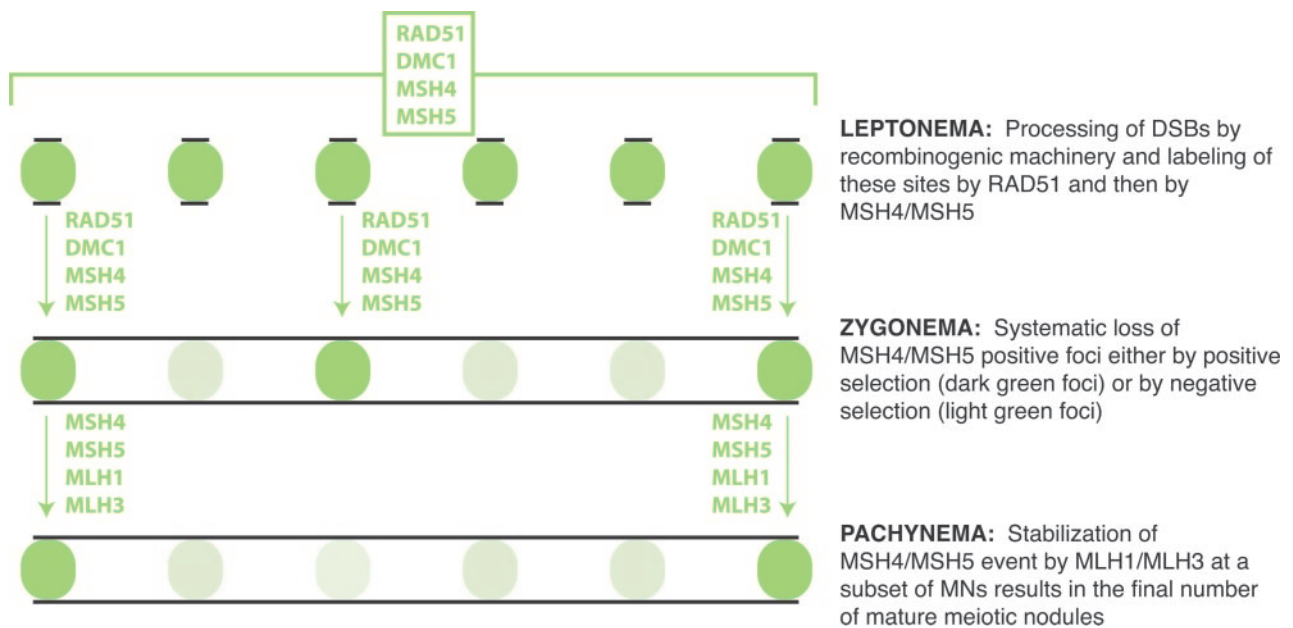 RAD51
DMC1
MSH4
MSH5
LEPTONEMA: Processing of DSBs by
recombinogenic machinery and labeling of
these sites by RAD51 and then by
MSH4/MSH5
RAD51
DMC1
MSH4
MSH5
RAD51
DMC1
MSH4
MSH5
RAD51
DMC1
MSH4
MSH5
ZYGONEMA: Systematic loss of
MSH4/MSH5 positive foci either by positive
selection (dark green foci) or by negative
selection (light green foci)
MSH4
MSH5
MLH1
MLH3
MSH4
MSH5
MLH1
MLH3
PACHYNEMA: Stabilization of
MSH4/MSH5 event by MLH1/MLH3 at a
subset of MNs results in the final number
of mature meiotic nodules